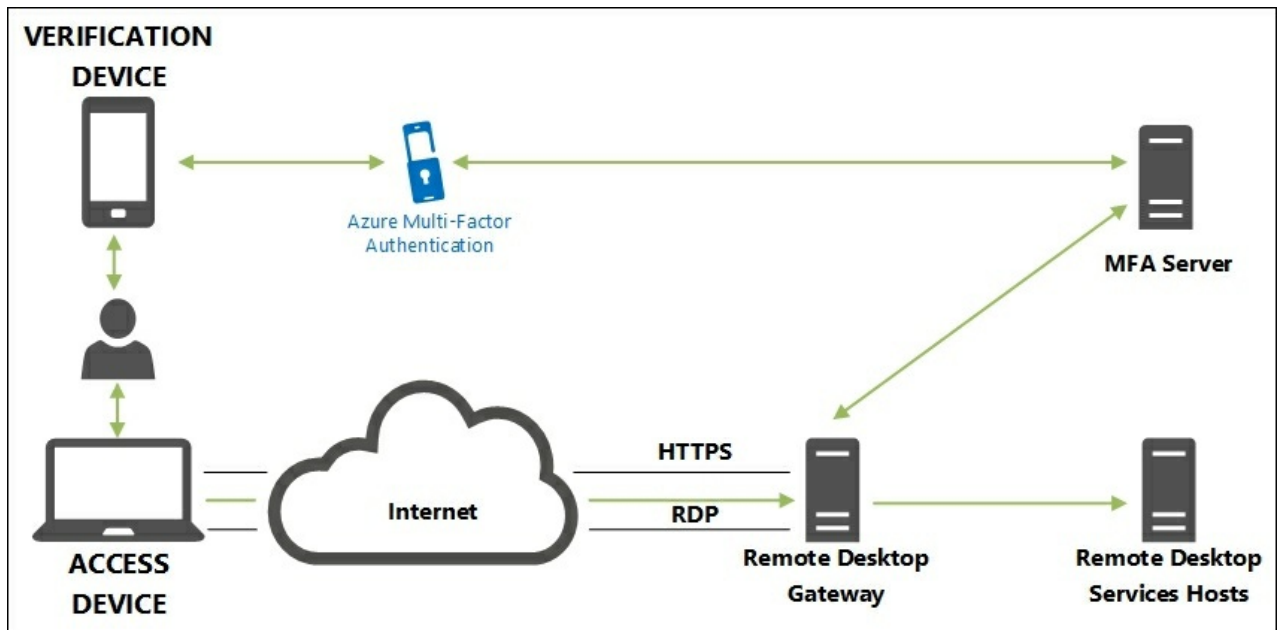 VERIFICATION
DEVICE
Azure Multi-Factor
Authentication
MFA Server
HTTPS
Internet
RDP
ACCESS
DEVICE
Remote Desktop
Gateway
Remote Desktop
Services Hosts